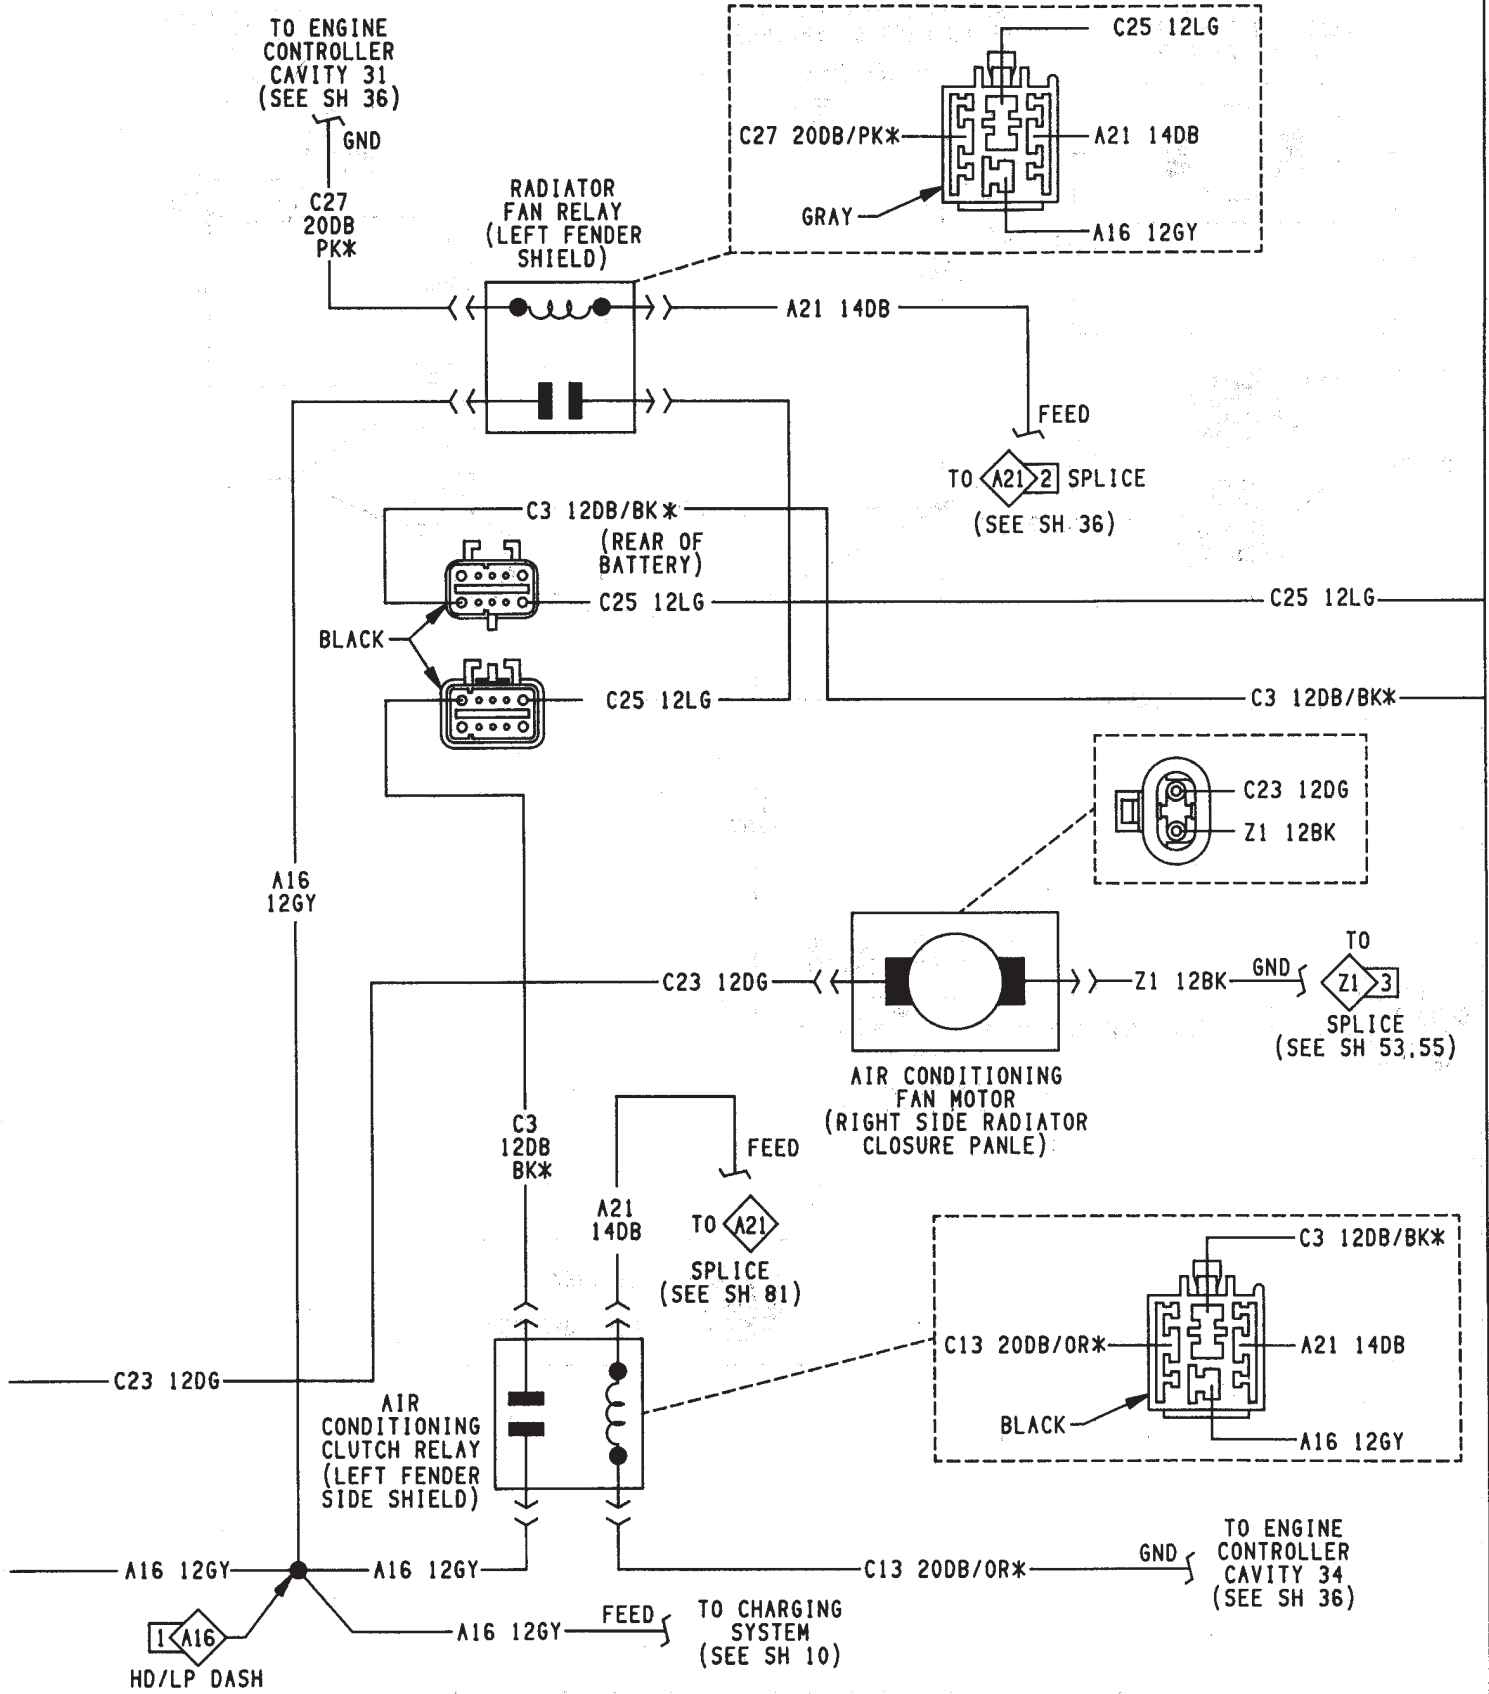 TO ENGINE
CONTROLLER
CAVITY 31
(SEE SH 36)
GND
C27
20DB
PK*
RADIATOR
FAN RELAY
(LEFT FENDER
SHIELD)
C25 12LG
C27 20DB/PK*
A21 14DB
GRAY
A16 12GY
A21 14DB
FEED
TO A21 2 SPLICE
(SEE SH 36)
C3 12DB/BK*
(REAR OF
BATTERY)
C25 12LG
C25 12LG
BLACK
C25 12LG
C3 12DB/BK*
C23 12DG
Z1 12BK
A16
12GY
C23 12DG
Z1 12BK
GND
TO
Z1 3
SPLICE
(SEE SH 53,55)
AIR CONDITIONING
FAN MOTOR
(RIGHT SIDE RADIATOR
CLOSURE PANLE)
C3
12DB
BK*
FEED
A21
14DB
TO A21
SPLICE
(SEE SH 81)
C3 12DB/BK*
C13 20DB/OR*
A21 14DB
BLACK
A16 12GY
C23 12DG
AIR
CONDITIONING
CLUTCH RELAY
(LEFT FENDER
SIDE SHIELD)
A16 12GY
A16 12GY
C13 20DB/OR*
GND
TO ENGINE
CONTROLLER
CAVITY 34
(SEE SH 36)
A16 12GY
FEED
TO CHARGING
SYSTEM
(SEE SH 10)
1 A16
HD/LP DASH